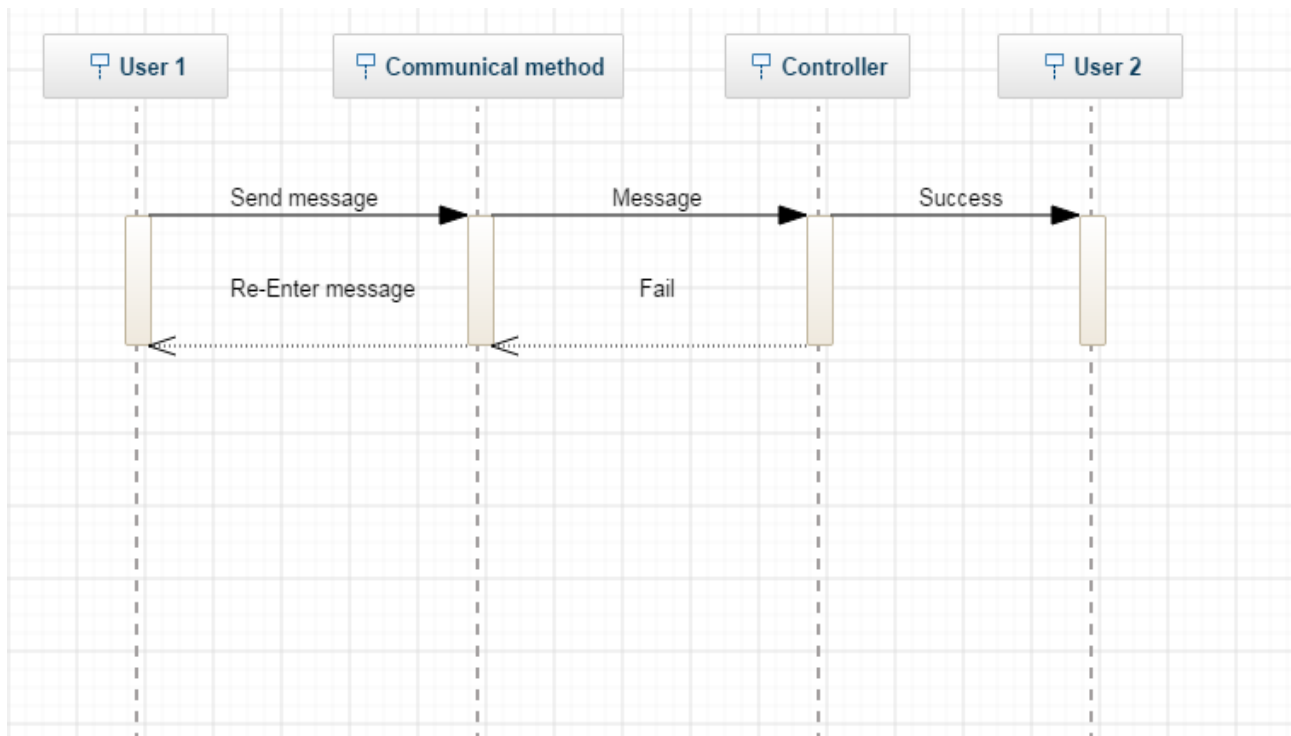 User 1
Communical method
Controller
User 2
Send message
Message
Success
Re-Enter message
Fail